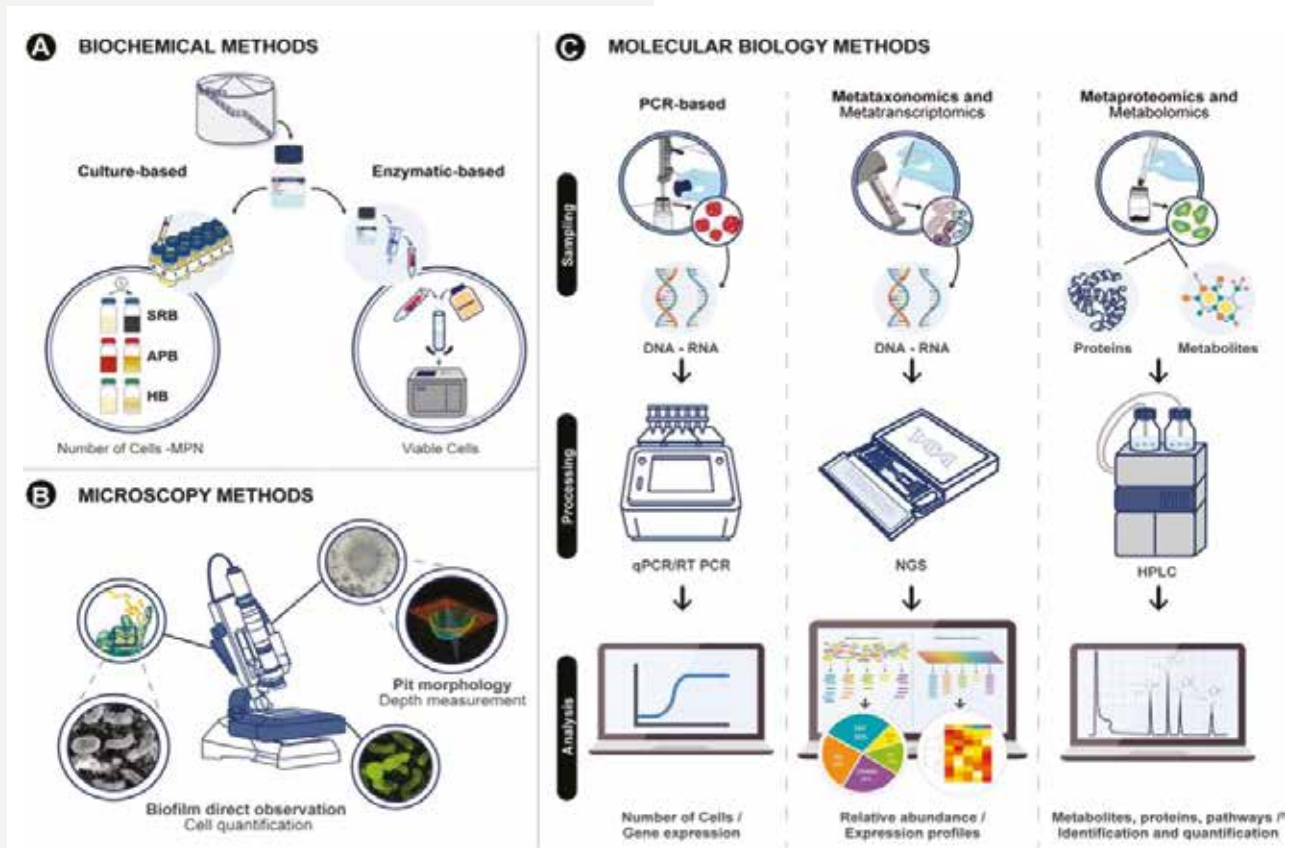 A BIOCHEMICAL METHODS
Culture-based
Enzymatic-based
SRB
APB
HB
Number of Cells -MPN
Viable Cells
B MICROSCOPY METHODS
Pit morphology
Depth measurement
Biofilm direct observation
Cell quantification
C MOLECULAR BIOLOGY METHODS
Sampling
Processing
Analysis
PCR-based
DNA - RNA
qPCR/RT PCR
Number of Cells /
Gene expression
Metataxonomics and
Metatranscriptomics
DNA - RNA
NGS
Relative abundance /
Expression profiles
Metaproteomics and
Metabolomics
Proteins
Metabolites
HPLC
Metabolites, proteins, pathways /
Identification and quantification